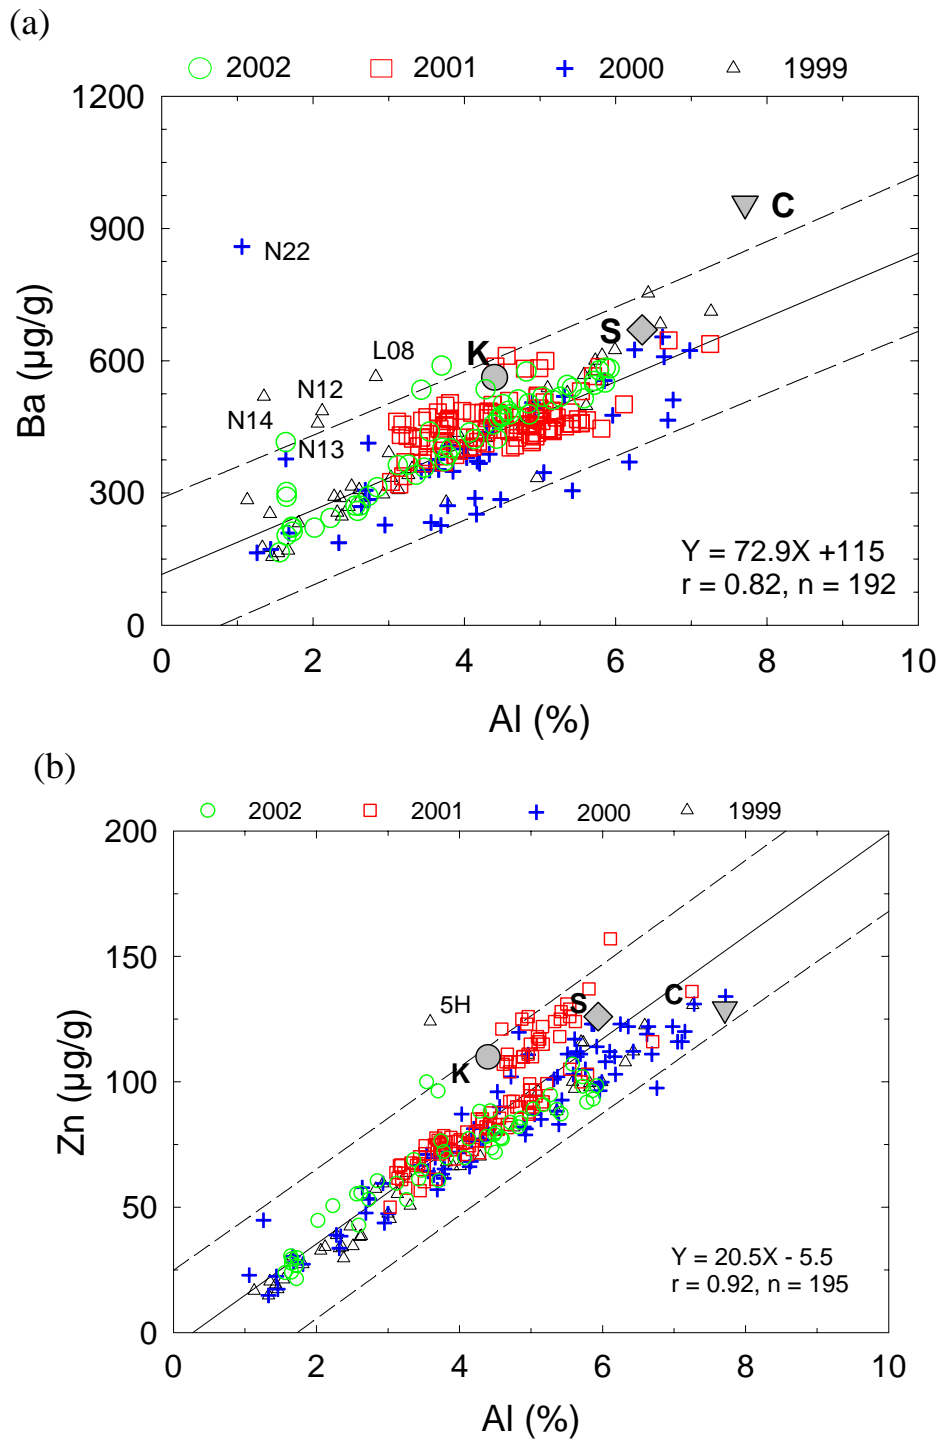 (a)
2002 2001 2000 1999
1200
C
900
N22
S
K
L08
600
N12
N14
N13
300
Y = 72.9X +115
r = 0.82, n = 192
0
0 2 4 6 8 10
Ba (µg/g)
Al (%)
(b)
2002 2001 2000 1999
200
150
C
S
5H
K
100
50
Y = 20.5X - 5.5
r = 0.92, n = 195
0
0 2 4 6 8 10
Zn (µg/g)
Al (%)